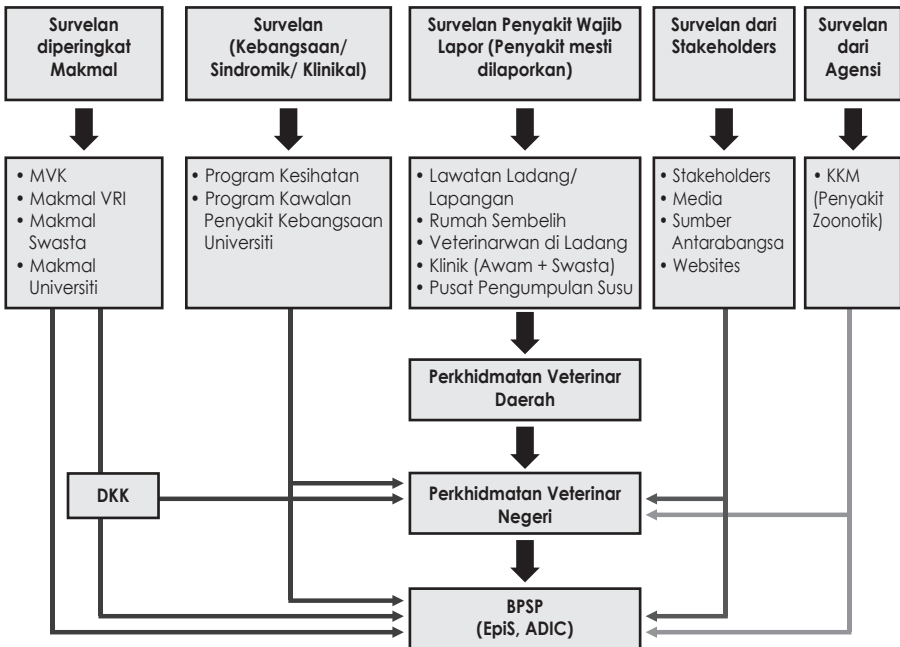 Survelan
diperingkat
Makmal
Survelan
(Kebangsaan/
Sindromik/ Klinikal)
Survelan Penyakit Wajib
Lapor (Penyakit mesti
dilaporkan)
Survelan dari
Stakeholders
Survelan
dari
Agensi
• MVK
• Makmal VRI
• Makmal
Swasta
• Makmal
Universiti
• Program Kesihatan
• Program Kawalan
Penyakit Kebangsaan
Universiti
• Lawatan Ladang/
Lapangan
• Rumah Sembelih
• Veterinarwan di Ladang
• Klinik (Awam + Swasta)
• Pusat Pengumpulan Susu
• Stakeholders
• Media
• Sumber
Antarabangsa
• Websites
• KKM
(Penyakit
Zoonotik)
Perkhidmatan Veterinar
Daerah
DKK
Perkhidmatan Veterinar
Negeri
BPSP
(EpiS, ADIC)